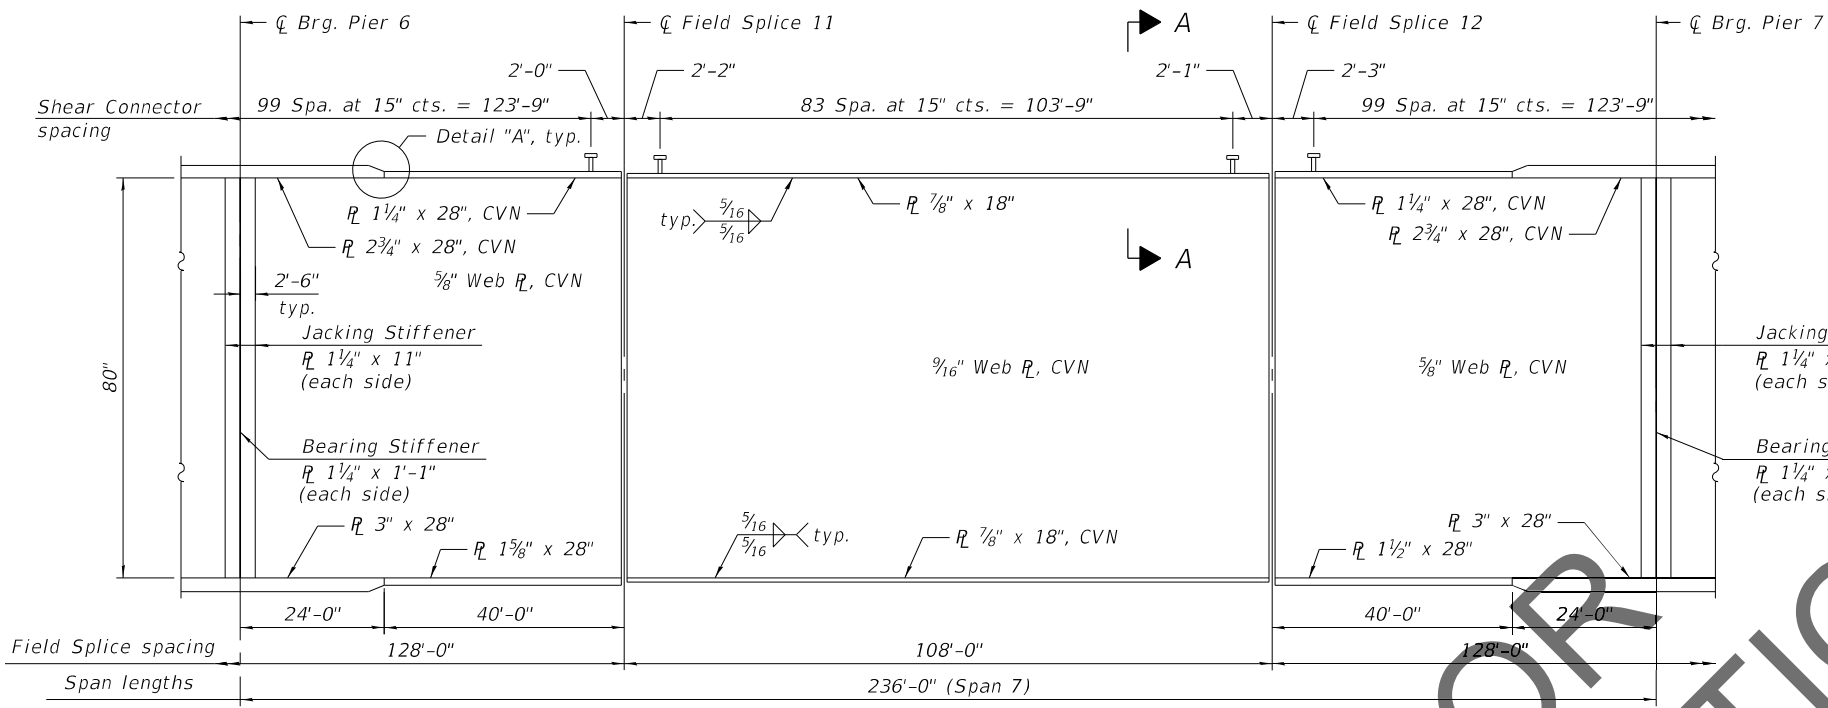 ℄ Brg. Pier 6
℄ Field Splice 11
A
℄ Field Splice 12
℄ Brg. Pier 7
2'-0"
2'-2"
2'-1"
2'-3"
Shear Connector
spacing
99 Spa. at 15" cts. = 123'-9"
83 Spa. at 15" cts. = 103'-9"
99 Spa. at 15" cts. = 123'-9"
Detail "A", typ.
℄ 1¼" x 28", CVN
℄ 2¾" x 28", CVN
⅝" Web ℄, CVN
typ.
5/16
5/16
℄ ⅞" x 18"
A
℄ 1¼" x 28", CVN
℄ 2¾" x 28", CVN
2'-6"
typ.
Jacking Stiffener
℄ 1¼" x 11"
(each side)
80"
9/16" Web ℄, CVN
⅝" Web ℄, CVN
Jacking
℄ 1¼" x
(each s
Bearing Stiffener
℄ 1¼" x 1'-1"
(each side)
Bearing
℄ 1¼" x
(each s
℄ 3" x 28"
℄ 1⅝" x 28"
5/16
5/16
typ.
℄ ⅞" x 18", CVN
℄ 3" x 28"
℄ 1½" x 28"
24'-0"
40'-0"
40'-0"
24'-0"
Field Splice spacing
128'-0"
108'-0"
128'-0"
Span lengths
236'-0" (Span 7)
OR
TIO